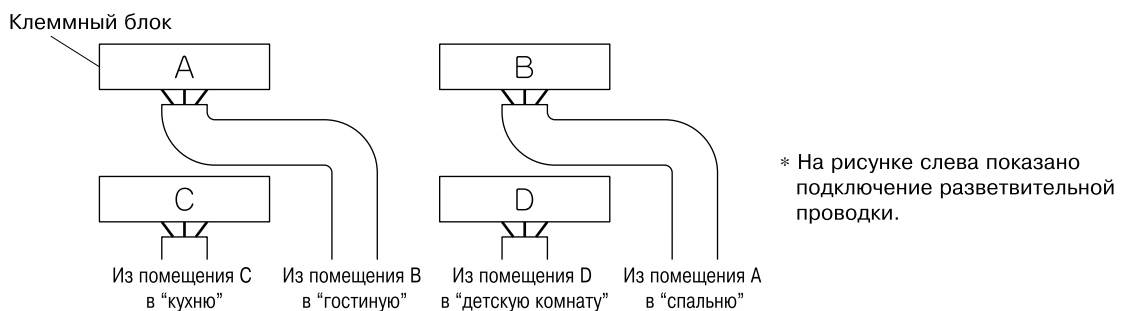 Клеммный блок
A
B
C
D
* На рисунке слева показано
подключение разветвительной
проводки.
Из помещения C
в “кухню”
Из помещения B
в “гостиную”
Из помещения D
в “детскую комнату”
Из помещения A
в “спальню”